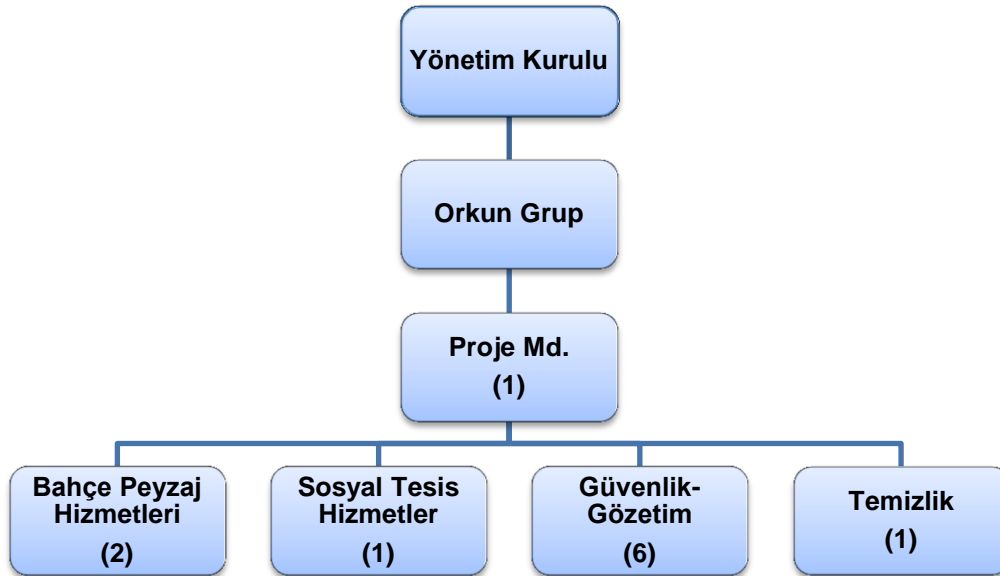 Yönetim Kurulu
Orkun Grup
Proje Md.
(1)
Bahçe Peyzaj
Hizmetleri
(2)
Sosyal Tesis
Hizmetler
(1)
Güvenlik-
Gözetim
(6)
Temizlik
(1)